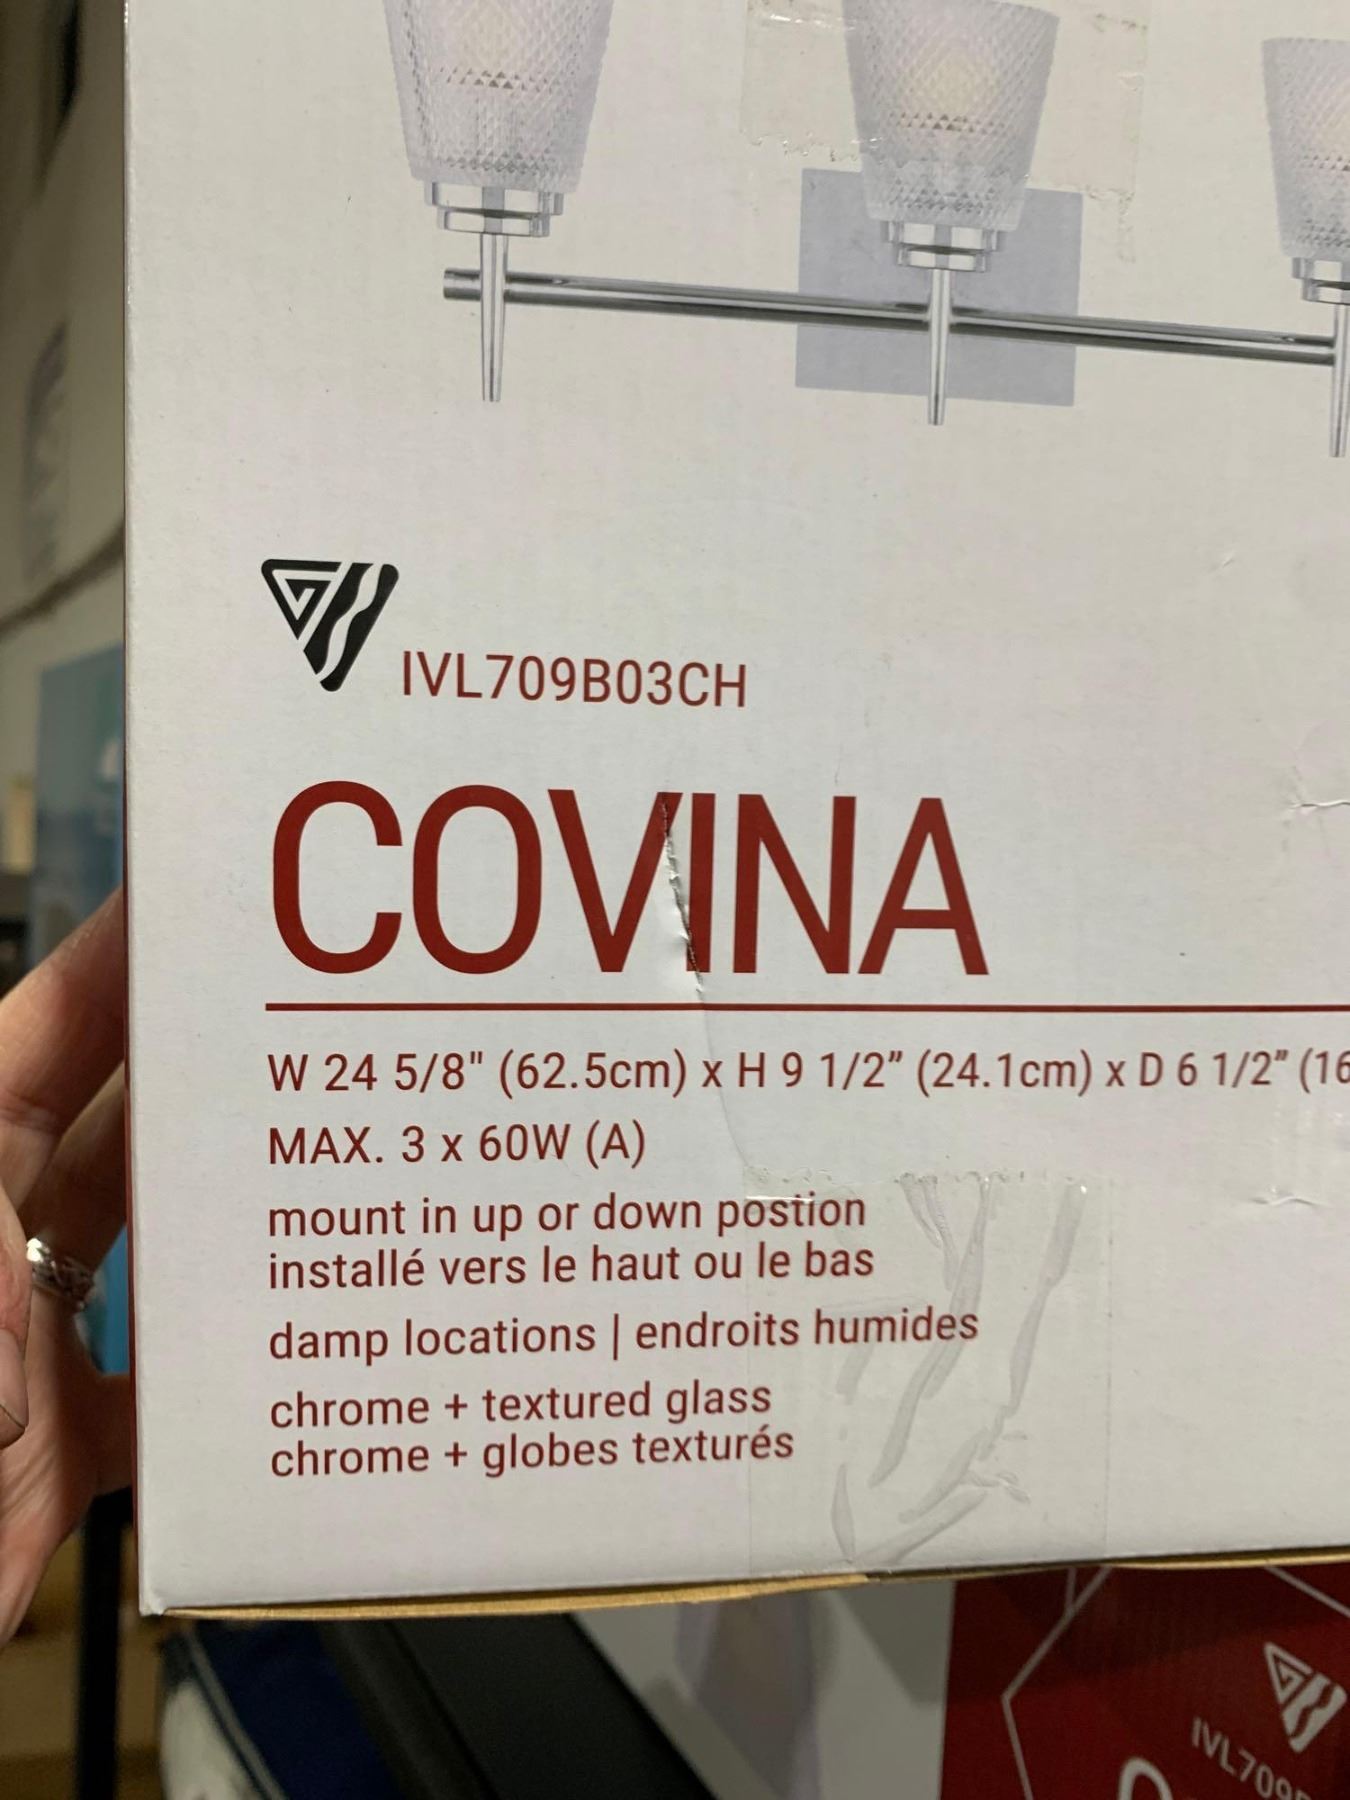 IVL709B03CH
COVINA
W 24 5/8" (62.5cm) x H 9 1/2” (24.1cm) x D 6 1/2” (16
MAX. 3 x 60W (A)
mount in up or down postion
installé vers le haut ou le bas
damp locations | endroits humides
chrome + textured glass
chrome + globes texturés
IVL709